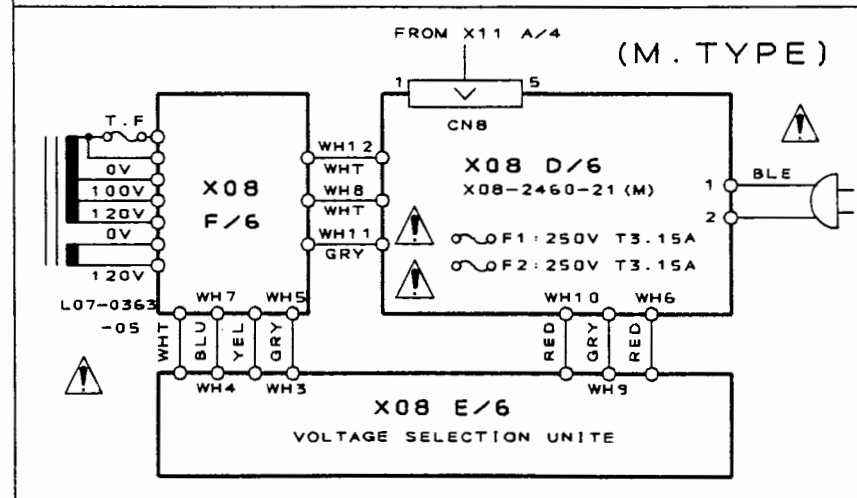 FROM X11 A/4
(M.TYPE)
1
5
CN8
T.F
0V
100V
120V
0V
120V
L07-0363
-05
X08
F/6
WH12
WHT
WH8
WHT
WH11
GRY
X08 D/6
X08-2460-21 (M)
F1:250V T3.15A
F2:250V T3.15A
1
2
BLE
WH7
WH5
WHT
BLU
YEL
GRY
WH4
WH3
WH10
WH6
RED
GRY
RED
WH9
X08 E/6
VOLTAGE SELECTION UNITE